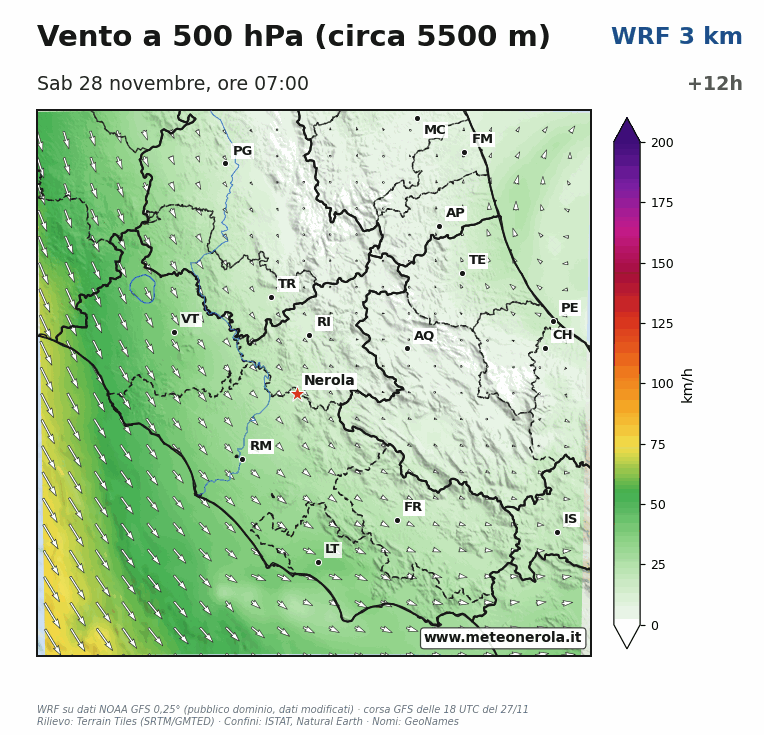 Vento a 500 hPa (circa 5500 m)
WRF 3 km
Sab 28 novembre, ore 07:00
+12h
MC
FM
PG
AP
TE
TR
PE
VT
RI
CH
AQ
Nerola
RM
FR
IS
LT
www.meteonerola.it
200
175
150
125
100
75
50
25
0
km/h
WRF su dati NOAA GFS 0,25° (pubblico dominio, dati modificati) · corsa GFS delle 18 UTC del 27/11
Rilievo: Terrain Tiles (SRTM/GMTED) · Confini: ISTAT, Natural Earth · Nomi: GeoNames